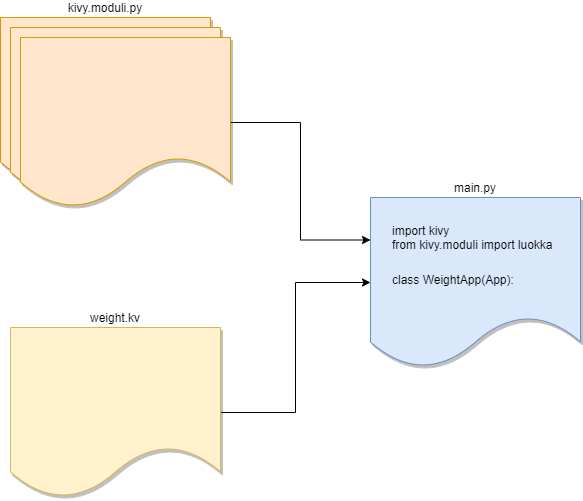 kivy.moduli.py
main.py
import kivy
from kivy.moduli import luokka
class WeightApp(App):
weight.kv